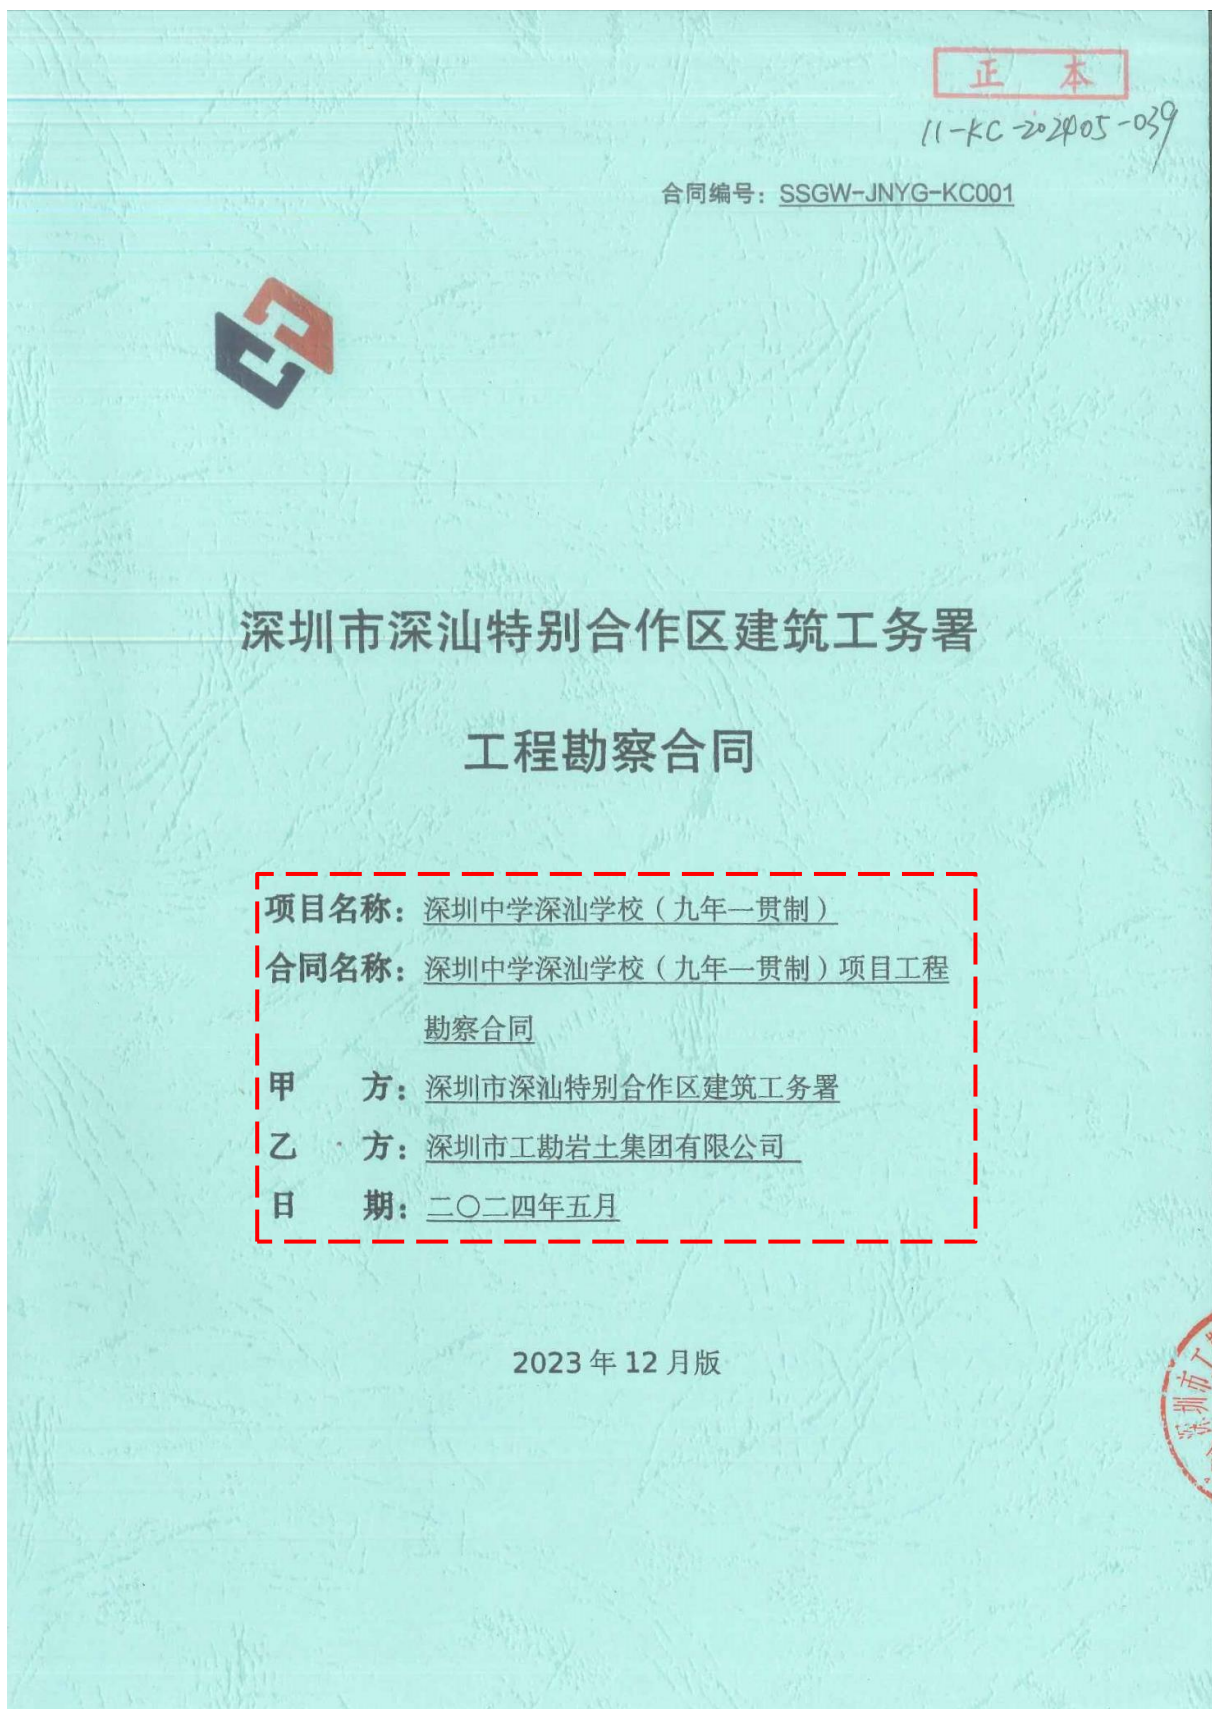 正 本
11-KC-202405-039
合同编号：SSGW-JNYG-KC001
深圳市深汕特别合作区建筑工务署
工程勘察合同
项目名称：深圳中学深汕学校（九年一贯制）
合同名称：深圳中学深汕学校（九年一贯制）项目工程
勘察合同
甲 方：深圳市深汕特别合作区建筑工务署
乙 方：深圳市工勘岩土集团有限公司
日 期：二〇二四年五月
2023 年 12 月版
深圳市工